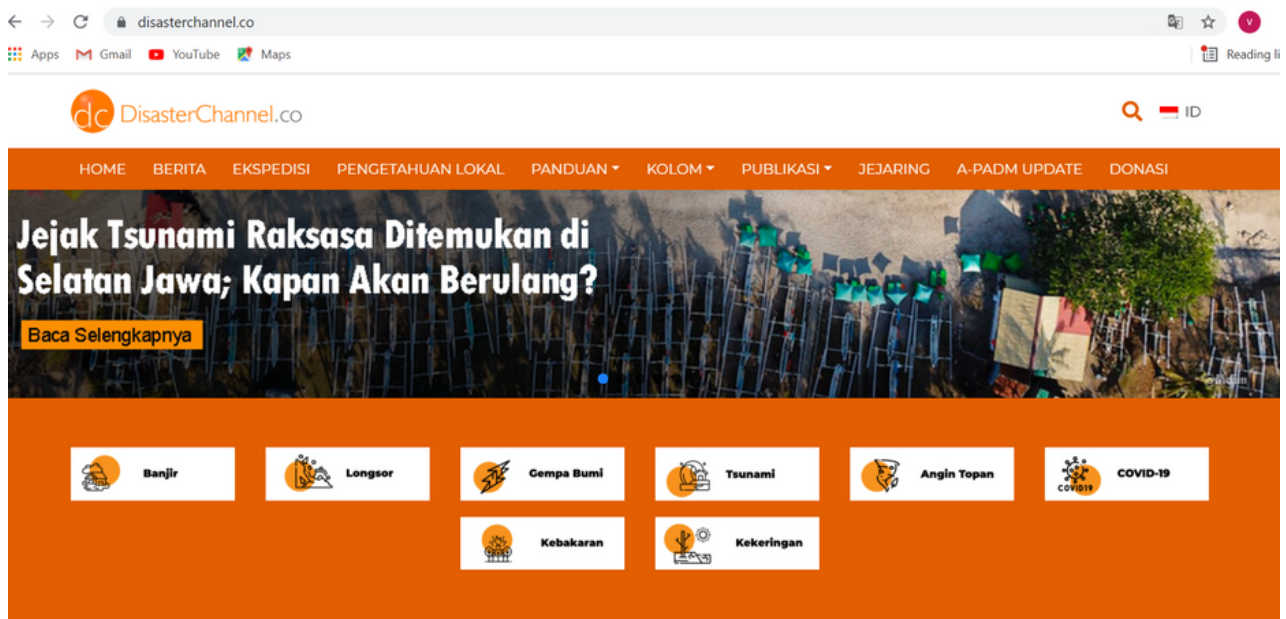 disasterchannel.co
V
Apps Gmail YouTube Maps Reading li
dc DisasterChannel.co ID
HOME BERITA EKSPEDISI PENGETAHUAN LOKAL PANDUAN KOLOM PUBLIKASI JEJARING A-PADM UPDATE DONASI
Jejak Tsunami Raksasa Ditemukan di
Selatan Jawa; Kapan Akan Berulang?
Baca Selengkapnya
Banjir Longsor Gempa Bumi Tsunami Angin Topan COVID19 COVID-19
Kebakaran Kekeringan